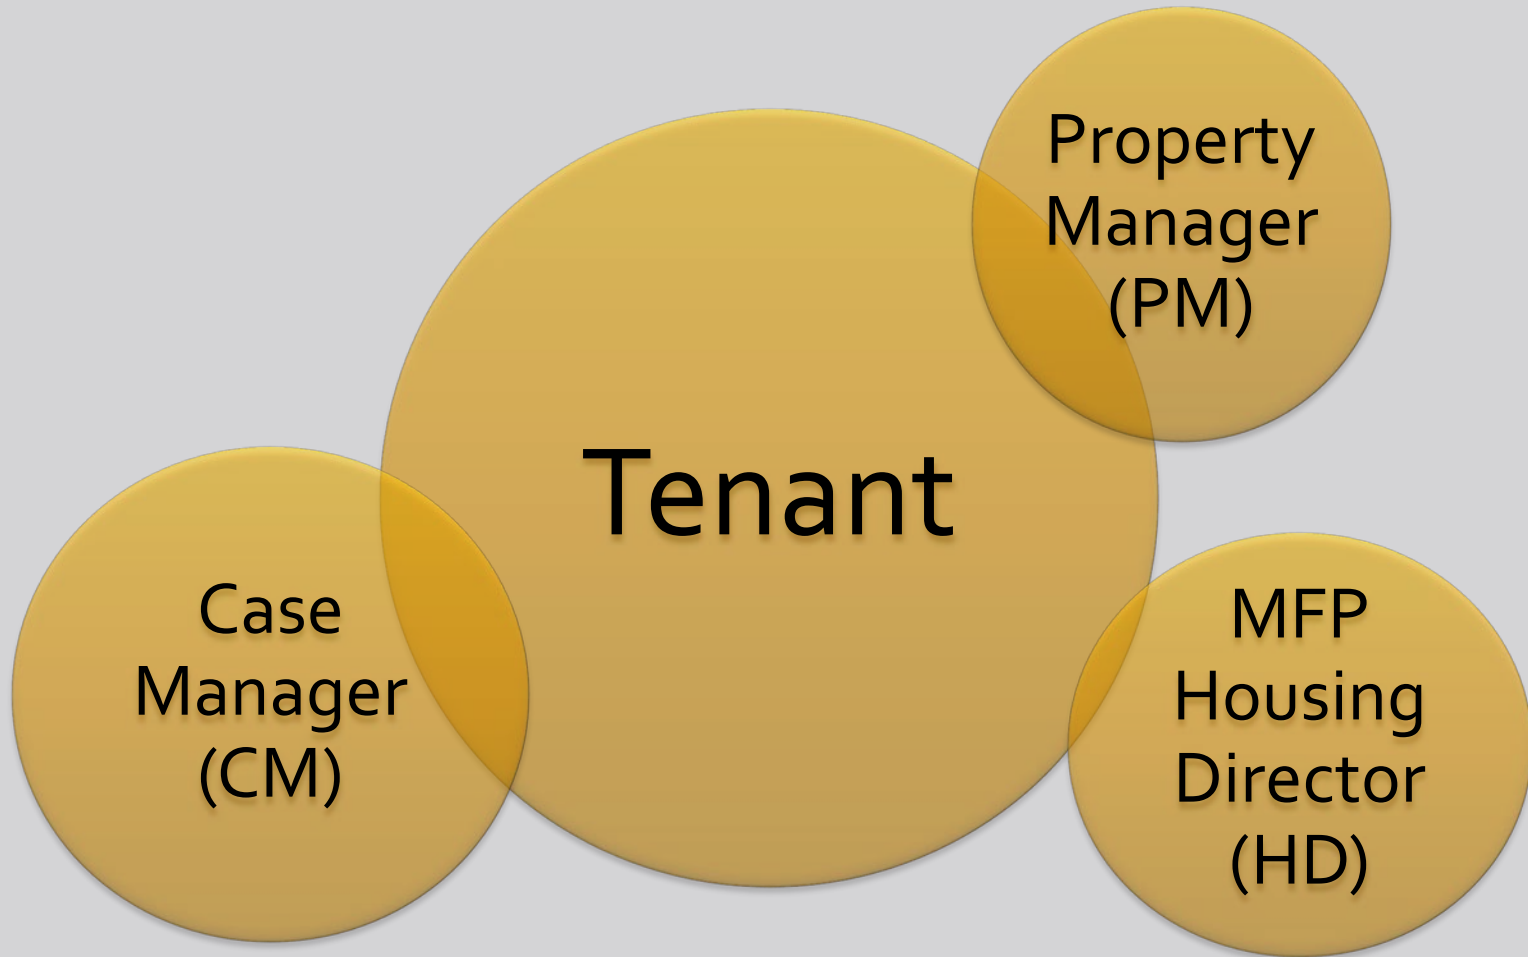 Property
Manager
(PM)
Tenant
Case
Manager
(CM)
MFP
Housing
Director
(HD)